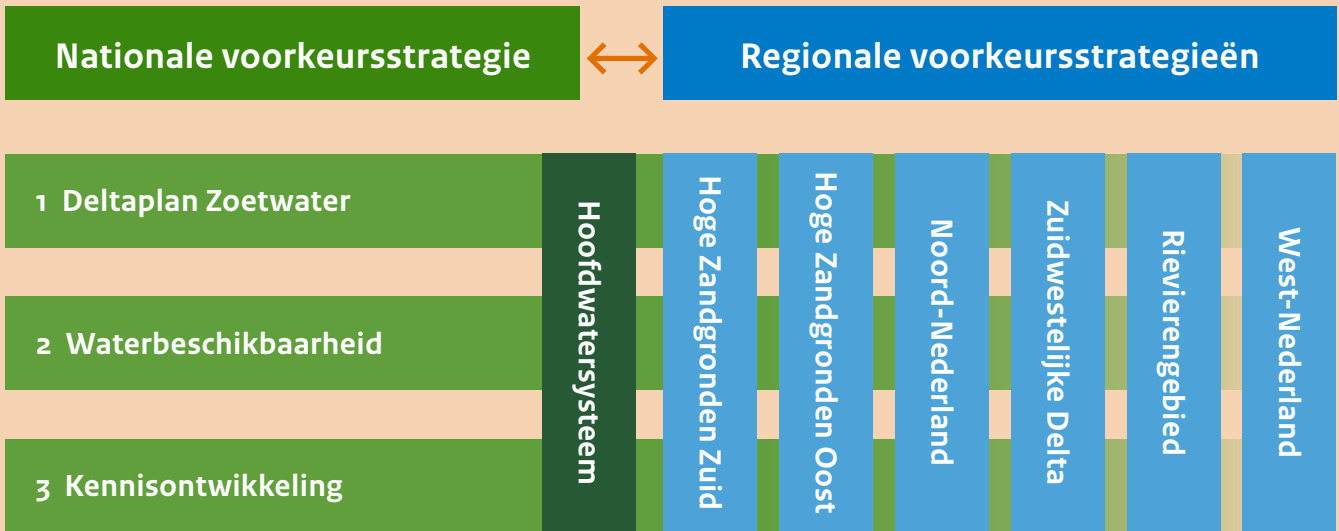 Nationale voorkeursstrategie
Regionale voorkeursstrategieën
1 Deltaplan Zoetwater
2 Waterbeschikbaarheid
3 Kennisontwikkeling
Hoofdwatersysteem
Hoge Zandgronden Zuid
Hoge Zandgronden Oost
Noord-Nederland
Zuidwestelijke Delta
Rievierengebied
West-Nederland